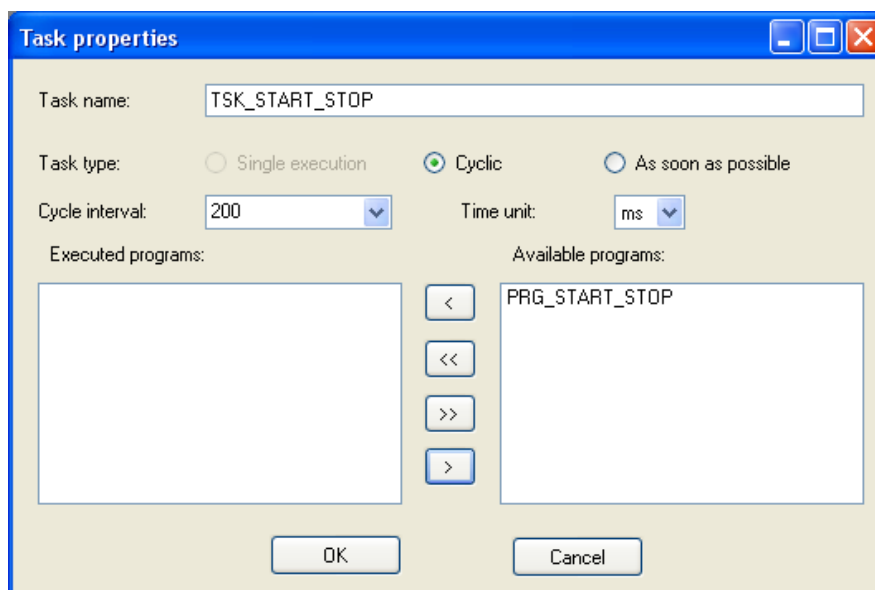 Task properties
Task name: TSK_START_STOP
Task type: Single execution Cyclic As soon as possible
Cycle interval: 200 Time unit: ms
Executed programs: Available programs:
< PRG_START_STOP
<<
>>
>
OK Cancel